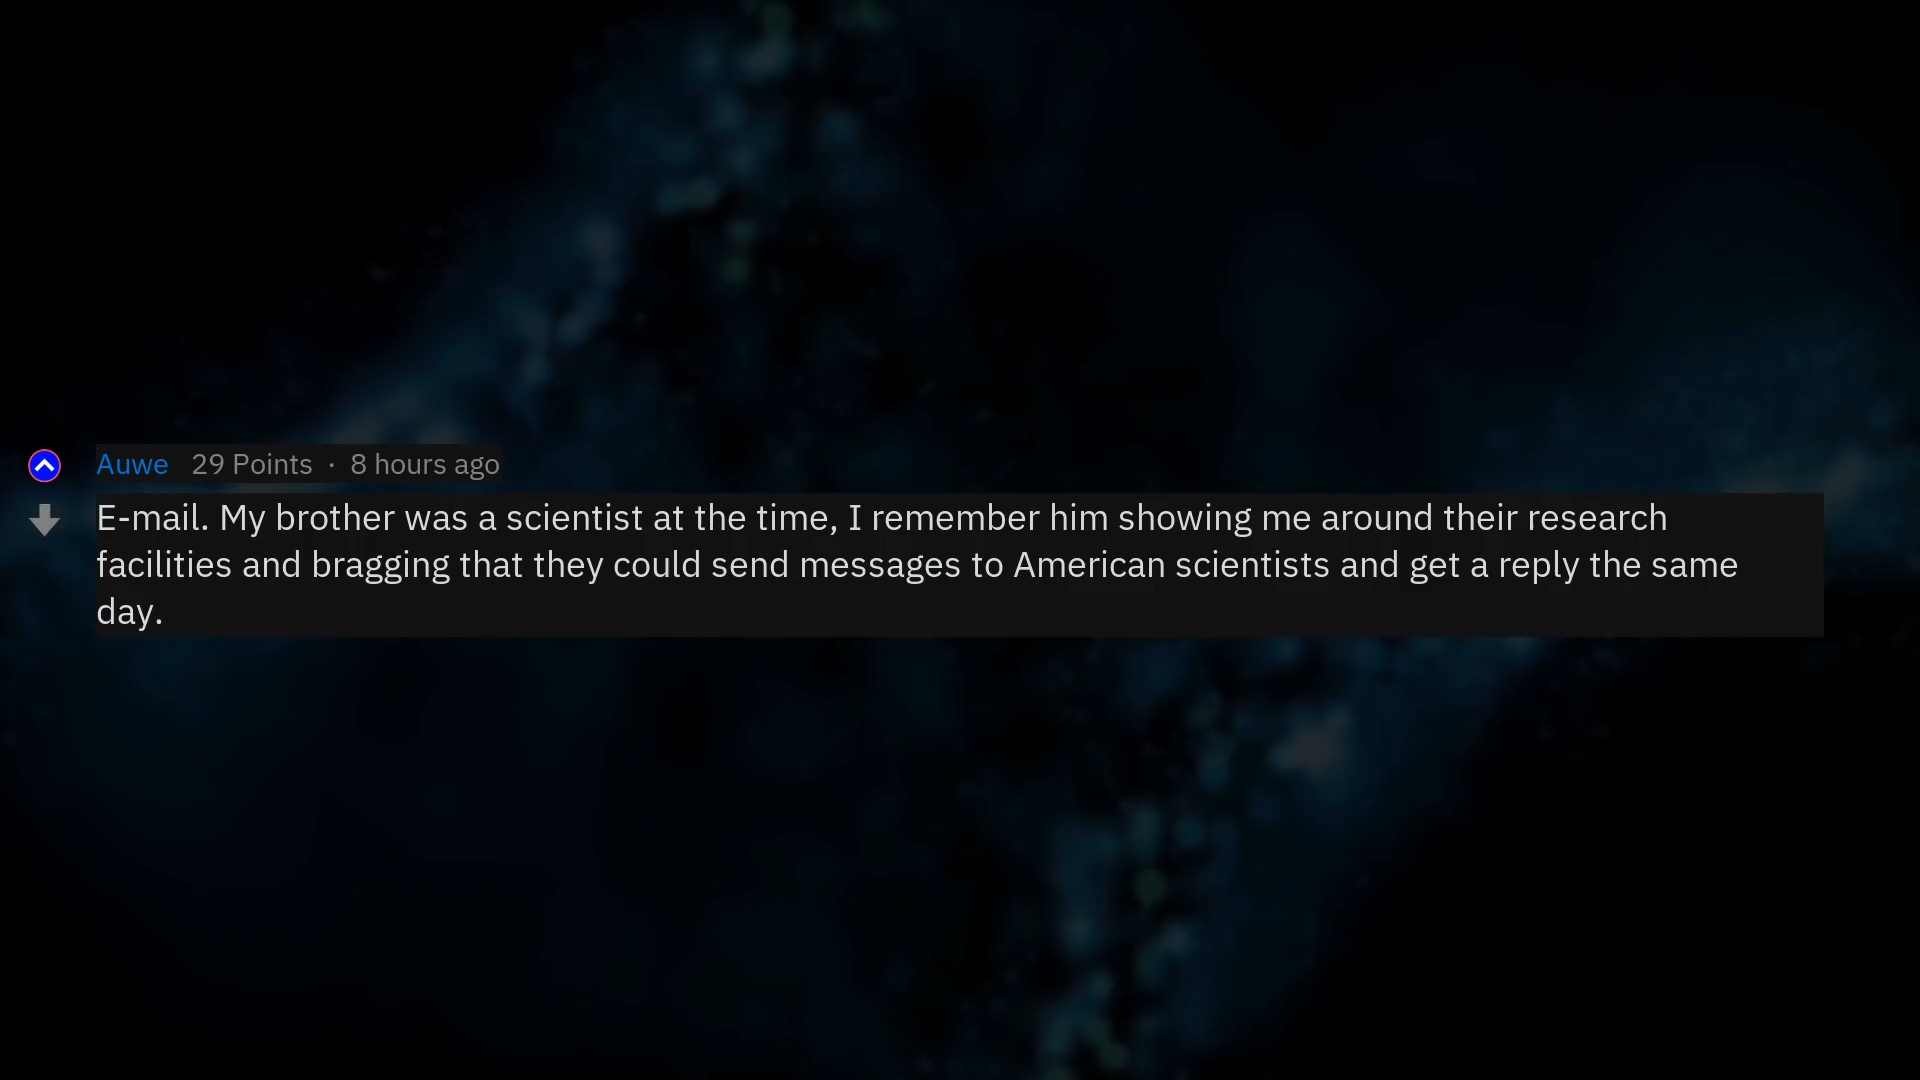 Auwe 29 Points · 8 hours ago
E-mail. My brother was a scientist at the time, I remember him showing me around their research
facilities and bragging that they could send messages to American scientists and get a reply the same
day.